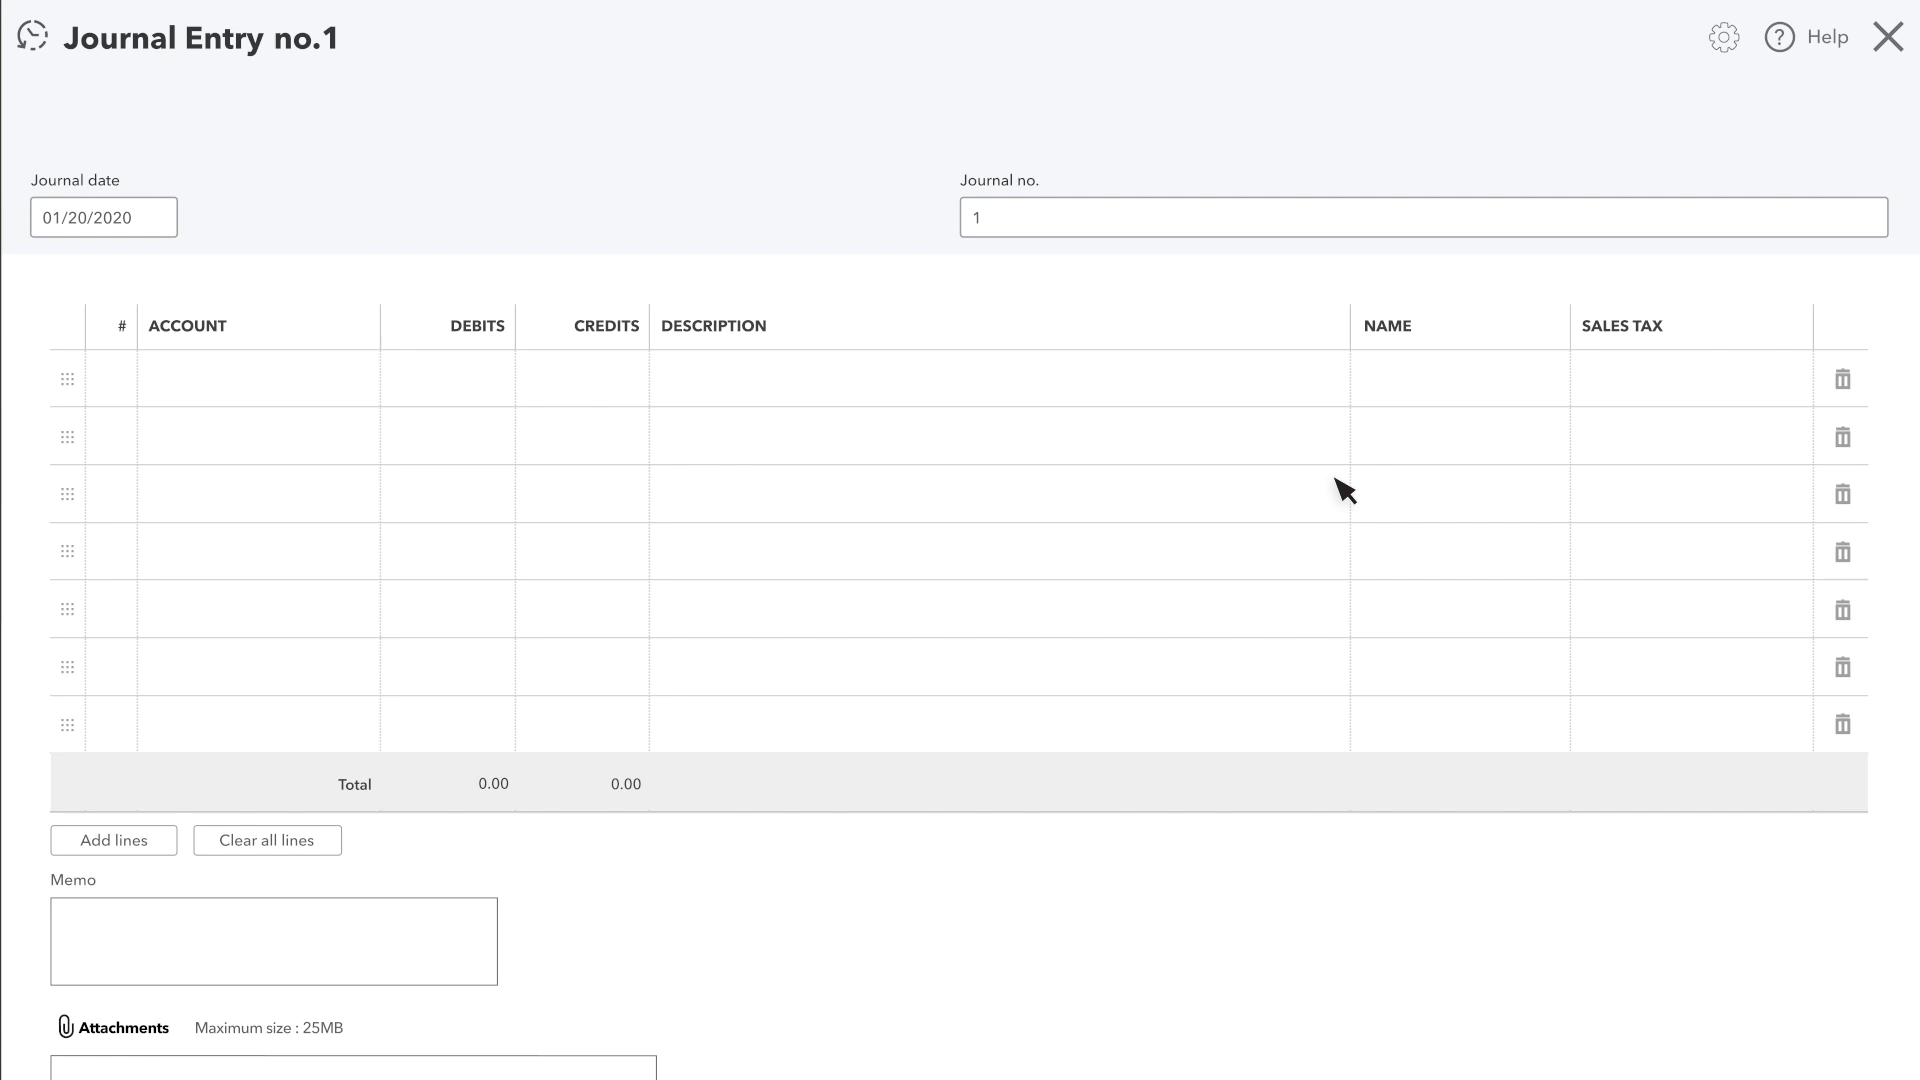 Journal Entry no.1
? Help
Journal date
Journal no.
01/20/2020
1
# ACCOUNT DEBITS CREDITS DESCRIPTION NAME SALES TAX
Total 0.00 0.00
Add lines Clear all lines
Memo
Attachments Maximum size : 25MB